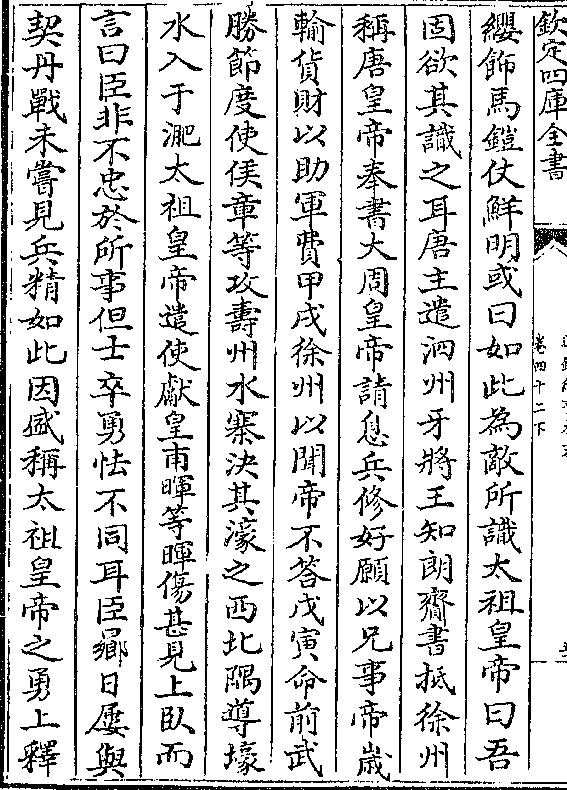 欽定四庫全書
卷四十二下
纓飾馬鎧仗鮮明或曰如此為敵所識太祖皇帝曰吾
固欲其識之耳唐主遣泗州牙將王知朗齎書抵徐州
稱唐皇帝奉書大周皇帝請息兵修好願以兄事帝歲
輸貨財以助軍費甲戌徐州以聞帝不答戊寅命前武
勝節度使侯章等攻壽州水寨決其濠之西北隅導壕
水入于淝太祖皇帝遣使獻皇甫暉等暉傷甚見上臥而
言曰臣非不忠於所事但士卒勇怯不同耳臣曏日屢與
契丹戰未嘗見兵精如此因盛稱太祖皇帝之勇上釋